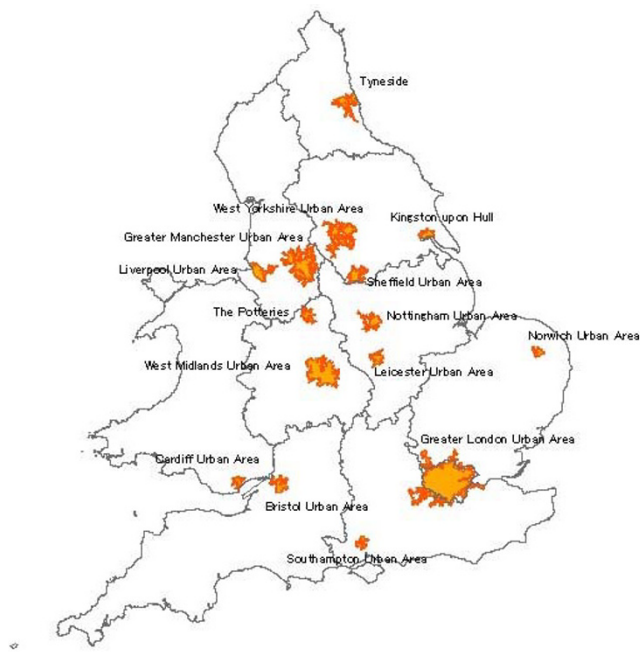 Tyneside
West Yorkshire Urban Area
Kingston upon Hull
Greater Manchester Urban Area
Liverpool Urban Area
Sheffield Urban Area
The Potteries
Nottingham Urban Area
Norwich Urban Area
West Midlands Urban Area
Leicester Urban Area
Greater London Urban Area
Cardiff Urban Area
Bristol Urban Area
Southampton Urban Area